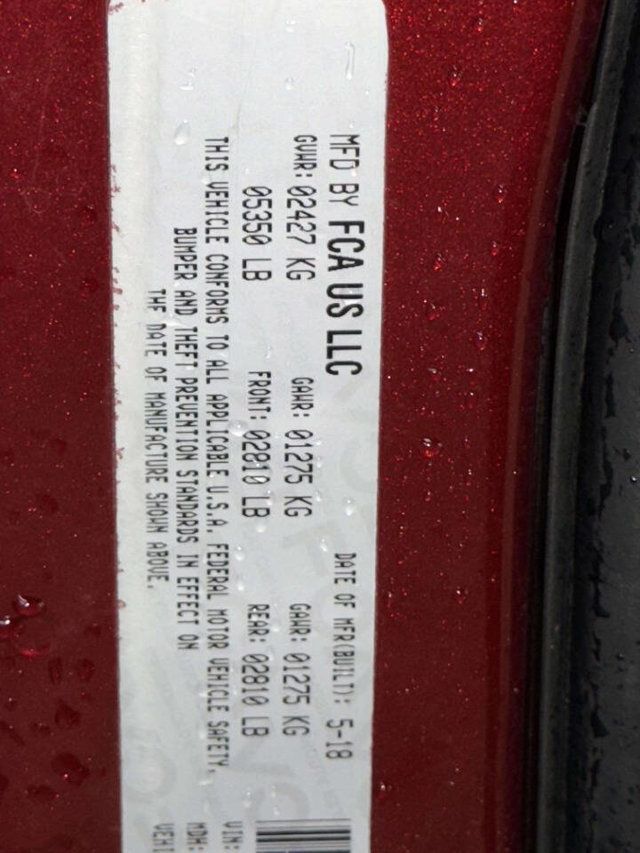 MFD BY FCA US LLC
DATE OF MFR(BUILT): 5-18
GVWR: 02427 KG
GAWR: 01275 KG
GAWR: 01275 KG
05350 LB
FRONT: 02810 LB
REAR: 02810 LB
THIS VEHICLE CONFORMS TO ALL APPLICABLE U.S.A. FEDERAL MOTOR VEHICLE SAFETY,
BUMPER AND THEFT PREVENTION STANDARDS IN EFFECT ON
THE DATE OF MANUFACTURE SHOWN ABOVE.
VIN:
MDH:
VEHI